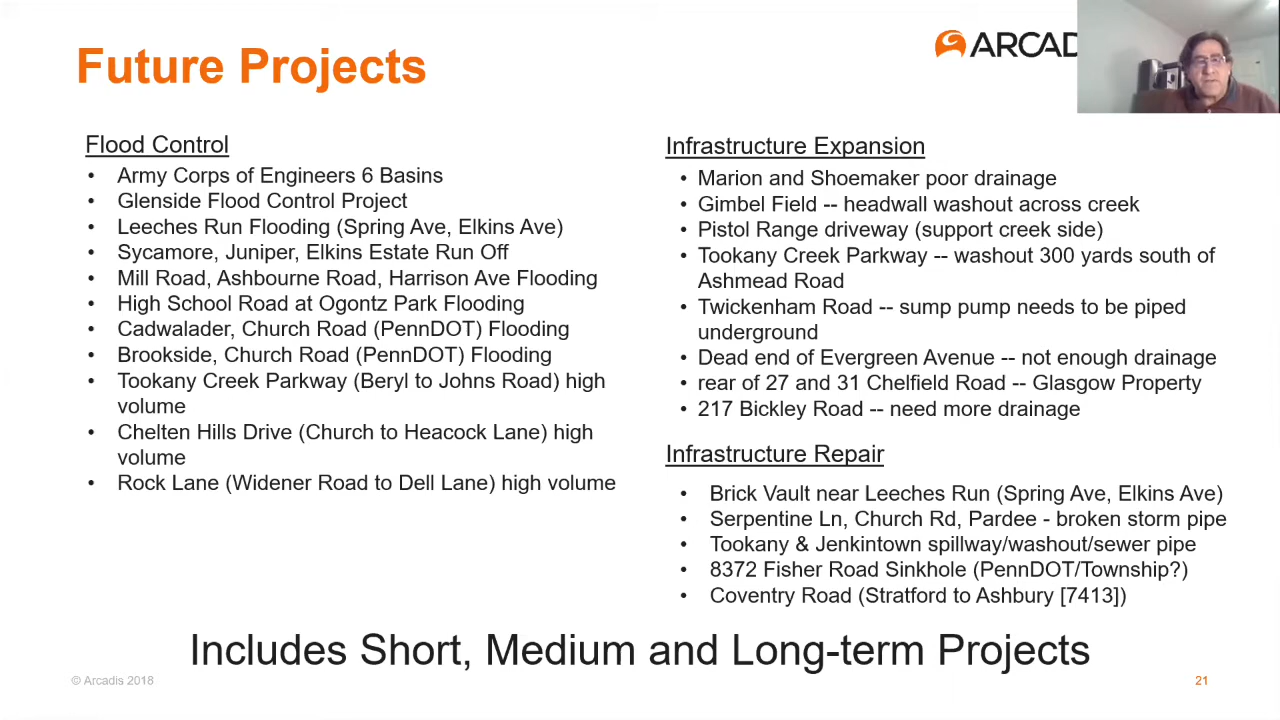 Future Projects
ARCAD
Flood Control
• Army Corps of Engineers 6 Basins
• Glenside Flood Control Project
• Leeches Run Flooding (Spring Ave, Elkins Ave)
• Sycamore, Juniper, Elkins Estate Run Off
• Mill Road, Ashbourne Road, Harrison Ave Flooding
• High School Road at Ogontz Park Flooding
• Cadwalader, Church Road (PennDOT) Flooding
• Brookside, Church Road (PennDOT) Flooding
• Tookany Creek Parkway (Beryl to Johns Road) high
volume
• Chelten Hills Drive (Church to Heacock Lane) high
volume
• Rock Lane (Widener Road to Dell Lane) high volume
Infrastructure Expansion
• Marion and Shoemaker poor drainage
• Gimbel Field -- headwall washout across creek
• Pistol Range driveway (support creek side)
• Tookany Creek Parkway -- washout 300 yards south of
Ashmead Road
• Twickenham Road -- sump pump needs to be piped
underground
• Dead end of Evergreen Avenue -- not enough drainage
• rear of 27 and 31 Chelfield Road -- Glasgow Property
• 217 Bickley Road -- need more drainage
Infrastructure Repair
• Brick Vault near Leeches Run (Spring Ave, Elkins Ave)
• Serpentine Ln, Church Rd, Pardee - broken storm pipe
• Tookany & Jenkintown spillway/washout/sewer pipe
• 8372 Fisher Road Sinkhole (PennDOT/Township?)
• Coventry Road (Stratford to Ashbury [7413])
Includes Short, Medium and Long-term Projects
© Arcadis 2018
21